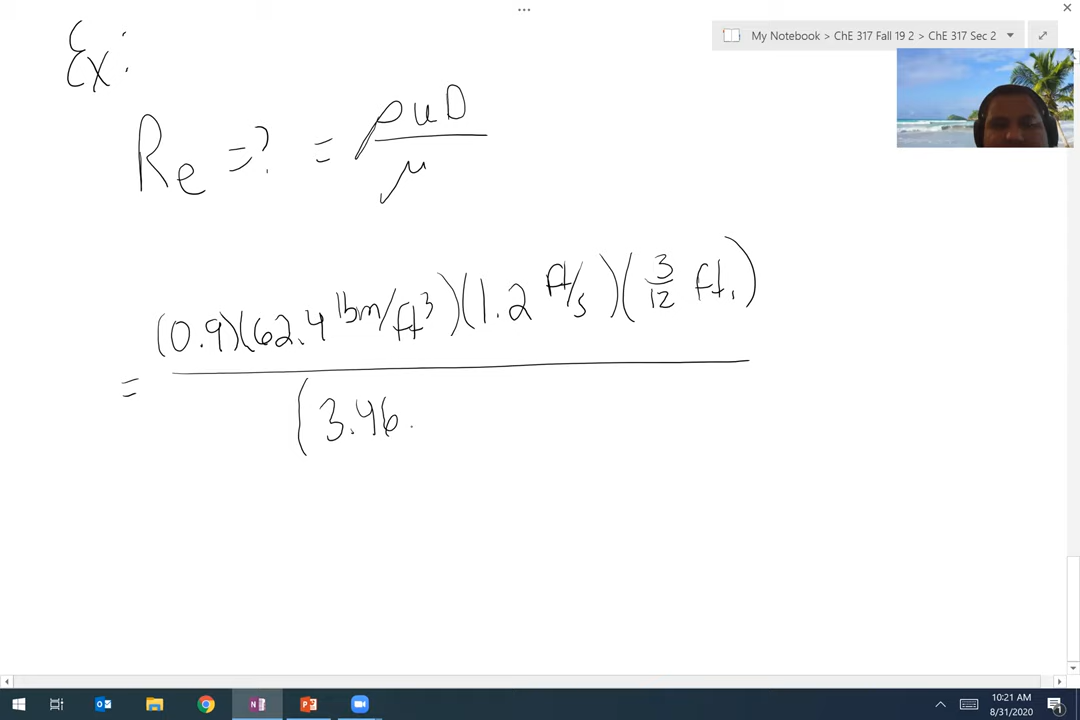 ...
My Notebook > ChE 317 Fall 19 2 > ChE 317 Sec 2
Ex:
Re =? = ρuD/μ
= (0.9)(62.4 lbm/ft³)(1.2 ft/s)(3/12 ft.)
(3.46.
10:21 AM
8/31/2020